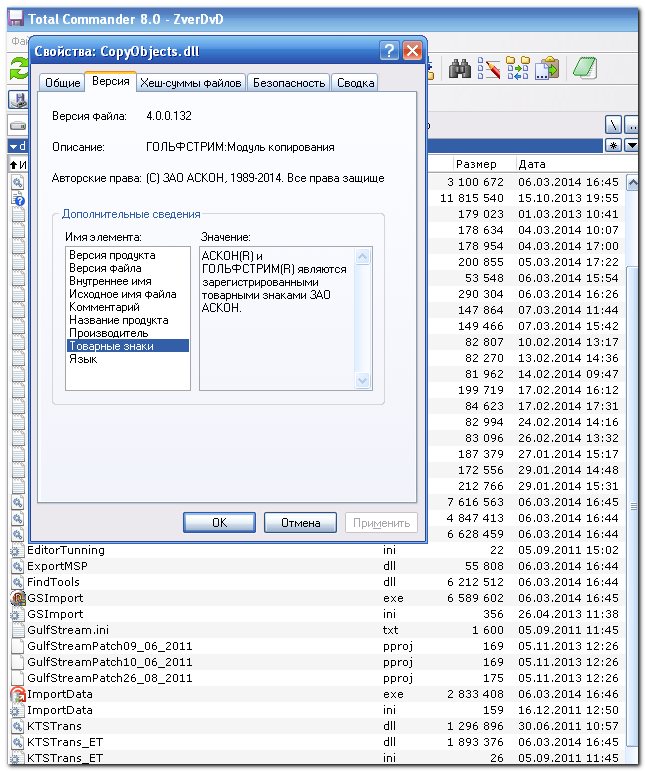 Total Commander 8.0 - ZverDvD
Свойства: CopyObjects.dll
Общие Версия Хеш-суммы файлов Безопасность Сводка
Версия файла: 4.0.0.132
Описание: ГОЛЬФСТРИМ:Модуль копирования
Авторские права: (C) ЗАО АСКОН, 1989-2014. Все права защище
Дополнительные сведения
Имя элемента: Значение:
Версия продукта
Версия файла
Внутреннее имя
Исходное имя файла
Комментарий
Название продукта
Производитель
Товарные знаки
Язык
АСКОН(R) и
ГОЛЬФСТРИМ(R) являются
зарегистрированными
товарными знаками ЗАО
АСКОН.
OK Отмена Применить
\ ..
d * ▼
И Размер Дата
3 100 672 06.03.2014 16:45
11 815 540 15.10.2013 19:55
179 023 01.03.2013 10:41
178 634 04.03.2014 10:07
178 954 04.03.2014 17:00
200 855 05.03.2014 17:22
53 548 06.03.2014 15:54
290 304 06.03.2014 16:26
147 864 07.03.2014 11:44
149 466 07.03.2014 15:42
82 807 10.02.2014 13:17
82 270 13.02.2014 14:36
81 962 14.02.2014 09:47
199 719 17.02.2014 16:12
84 623 17.02.2014 17:31
82 994 24.02.2014 14:16
83 096 26.02.2014 13:32
187 379 27.01.2014 15:17
172 556 29.01.2014 14:48
212 766 29.01.2014 15:31
7 616 563 06.03.2014 16:45
4 847 413 06.03.2014 16:44
6 628 459 06.03.2014 16:44
EditorTunning ini 22 05.09.2011 15:02
ExportMSP dll 55 808 06.03.2014 16:44
FindTools dll 6 212 512 06.03.2014 16:44
GSImport exe 6 589 602 06.03.2014 16:45
GSImport ini 356 26.04.2013 11:38
GulfStream.ini txt 1 600 05.09.2011 11:45
GulfStreamPatch09_06_2011 pproj 169 05.11.2013 12:26
GulfStreamPatch10_06_2011 pproj 169 05.11.2013 12:26
GulfStreamPatch26_08_2011 pproj 175 05.11.2013 12:26
ImportData exe 2 833 408 06.03.2014 16:46
ImportData ini 159 16.12.2011 12:50
KTSTrans dll 1 296 896 30.06.2011 10:57
KTSTrans_ET dll 1 893 376 06.03.2014 16:45
KTSTrans_ET ini 26 05.09.2011 11:45